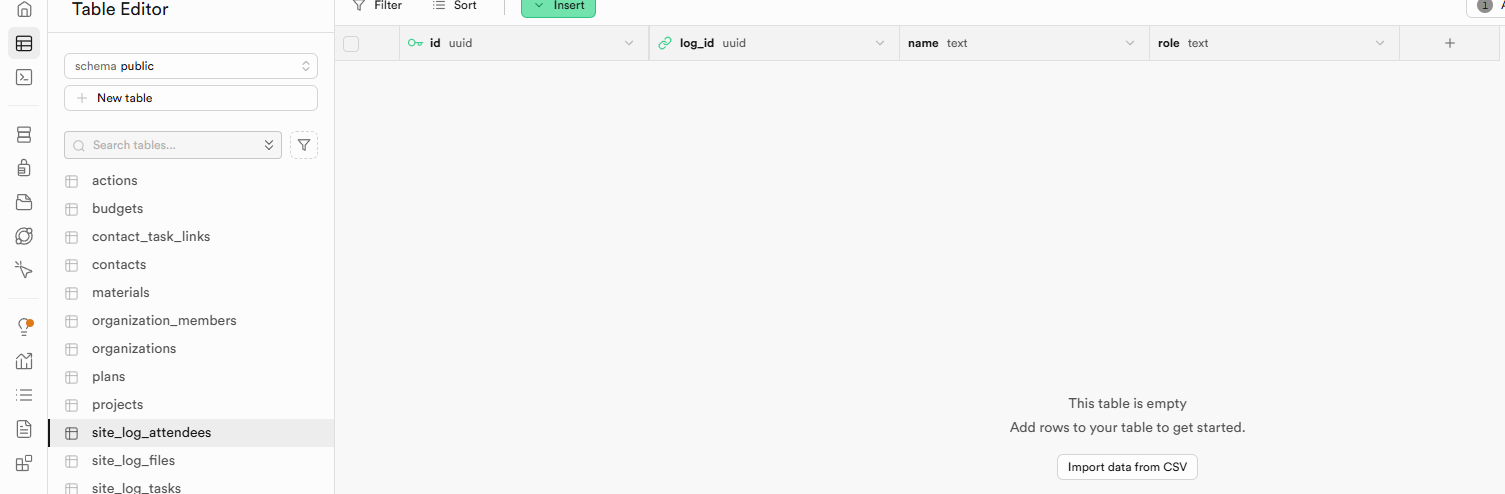 Table Editor
schema public
New table
Search tables...
actions
budgets
contact_task_links
contacts
materials
organization_members
organizations
plans
projects
site_log_attendees
site_log_files
site_log_tasks
Filter Sort Insert 1
id uuid log_id uuid name text role text
This table is empty
Add rows to your table to get started.
Import data from CSV